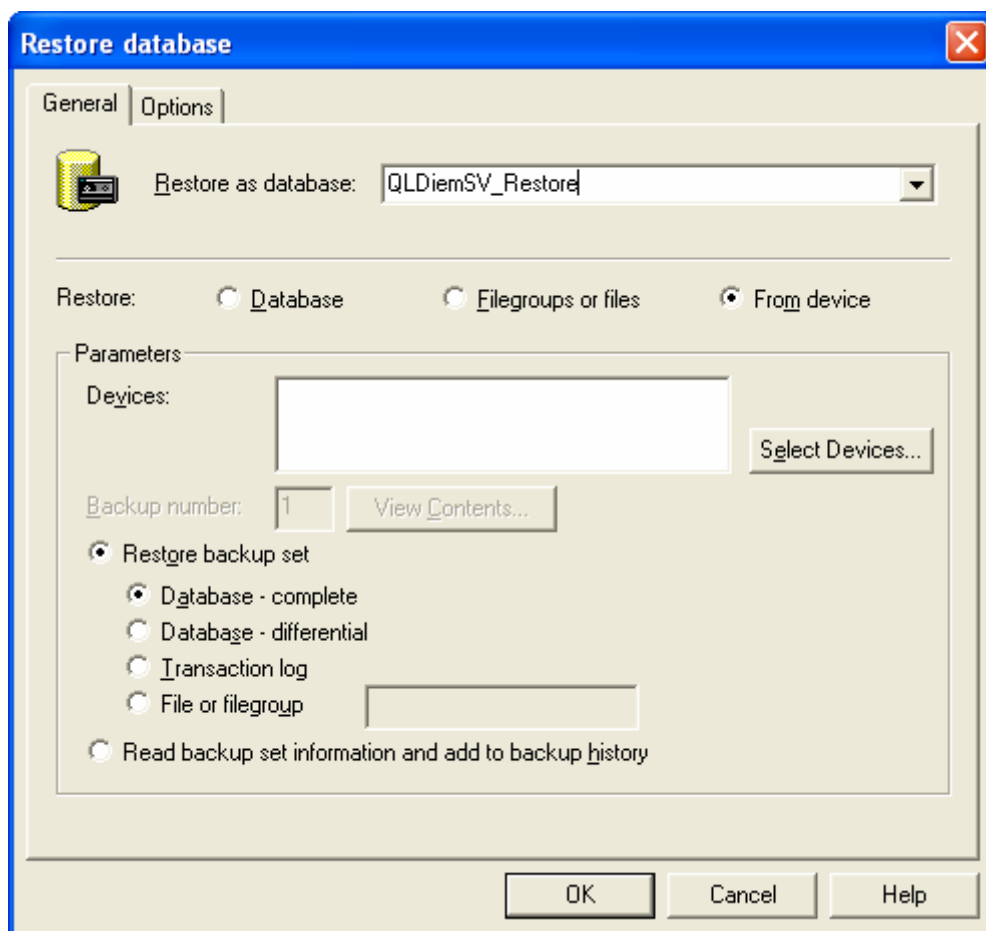 Restore database
General Options
Restore as database: QLDiemSV_Restore
Restore: Database Filegroups or files From device
Parameters
Devices:
Select Devices...
Backup number: 1 View Contents...
Restore backup set
Database - complete
Database - differential
Transaction log
File or filegroup
Read backup set information and add to backup history
OK Cancel Help